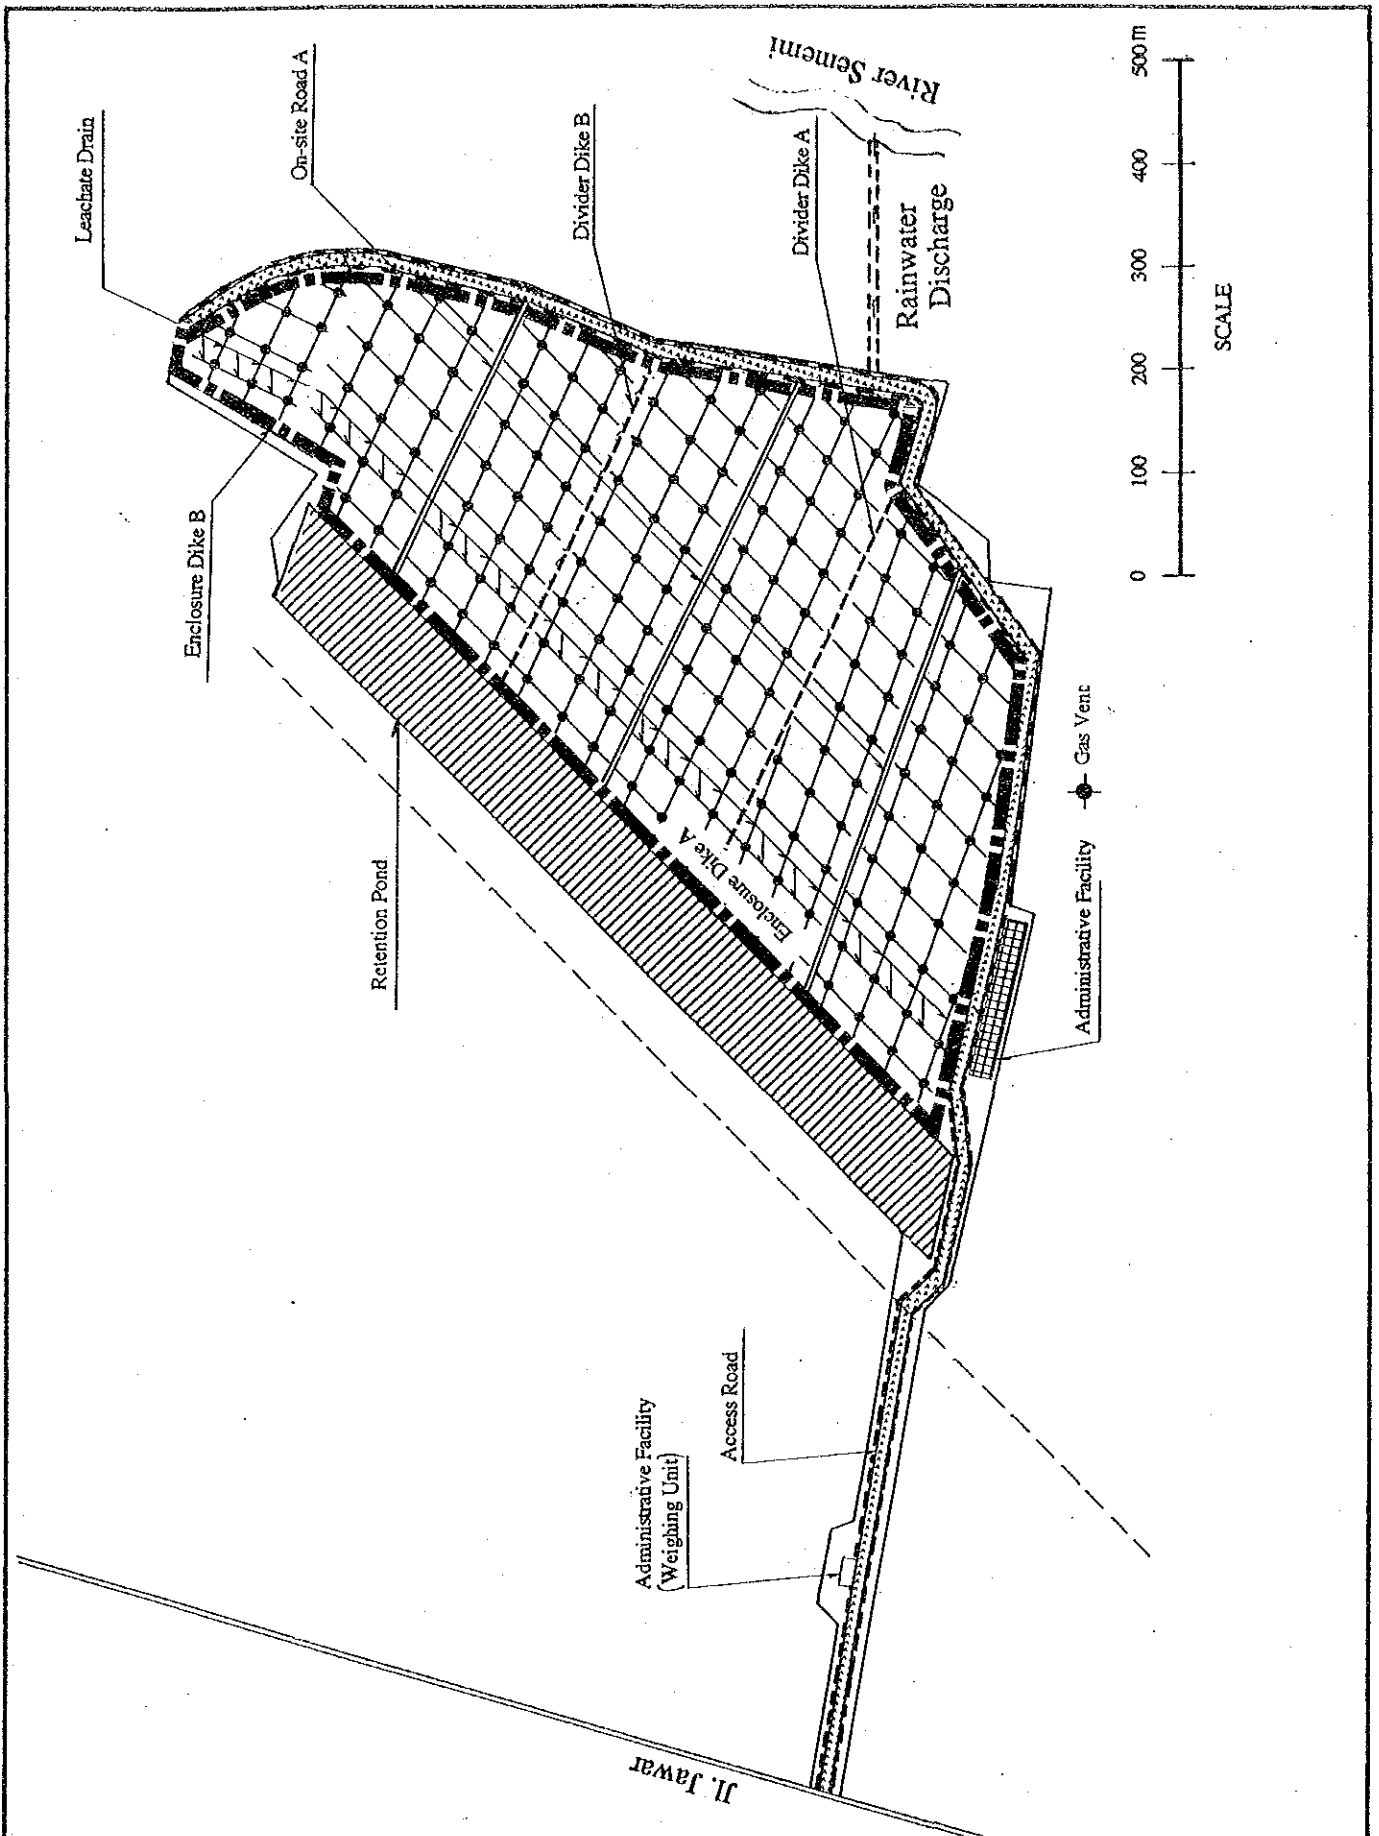 Jl. Jawar
Administrative Facility
(Weighing Unit)
Access Road
Retention Pond
Enclosure Dike B
Leachate Drain
On-site Road A
Enclosure Dike A
Divider Dike B
Divider Dike A
River Sememi
Rainwater
Discharge
Administrative Facility
Gas Vent
0 100 200 300 400 500 m
SCALE